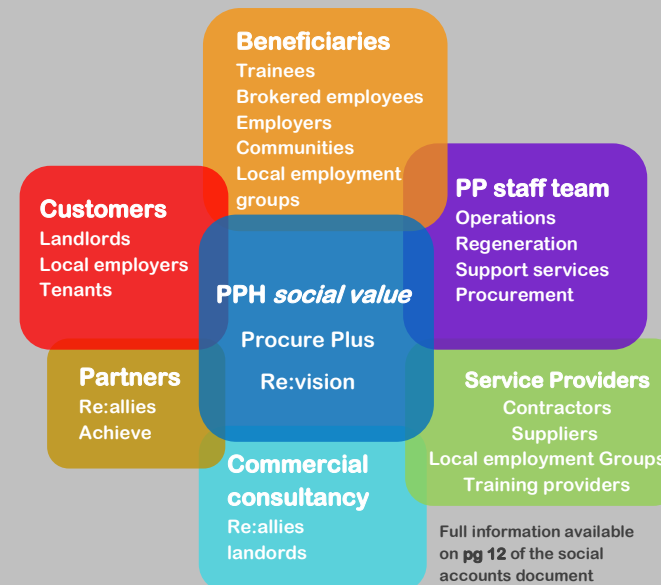 Beneficiaries
Trainees
Brokered employees
Employers
Communities
Local employment
groups
PP staff team
Operations
Regeneration
Support services
Procurement
Customers
Landlords
Local employers
Tenants
PPH social value
Procure Plus
Re:vision
Partners
Re:allies
Achieve
Service Providers
Contractors
Suppliers
Local employment Groups
Training providers
Commercial
consultancy
Re:allies
landords
Full information available
on pg 12 of the social
accounts document